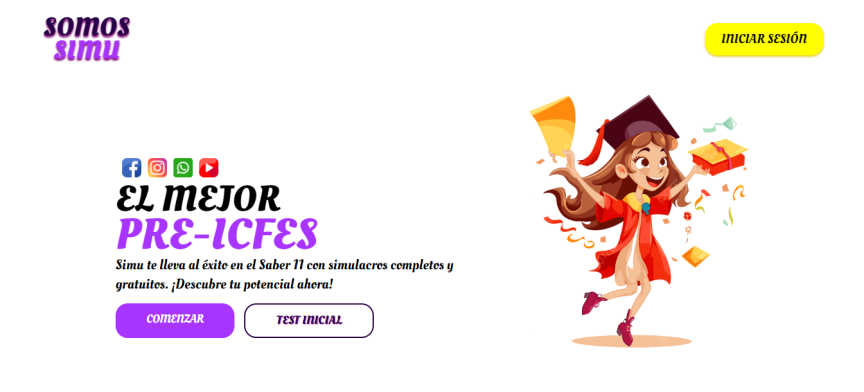 SOMOS
SIMU
INICIAR SESIÓN
EL MEJOR
PRE-ICFES
Simu te lleva al éxito en el Saber 11 con simulacros completos y
gratuitos. ¡Descubre tu potencial ahora!
COMENZAR
TEST INICIAL